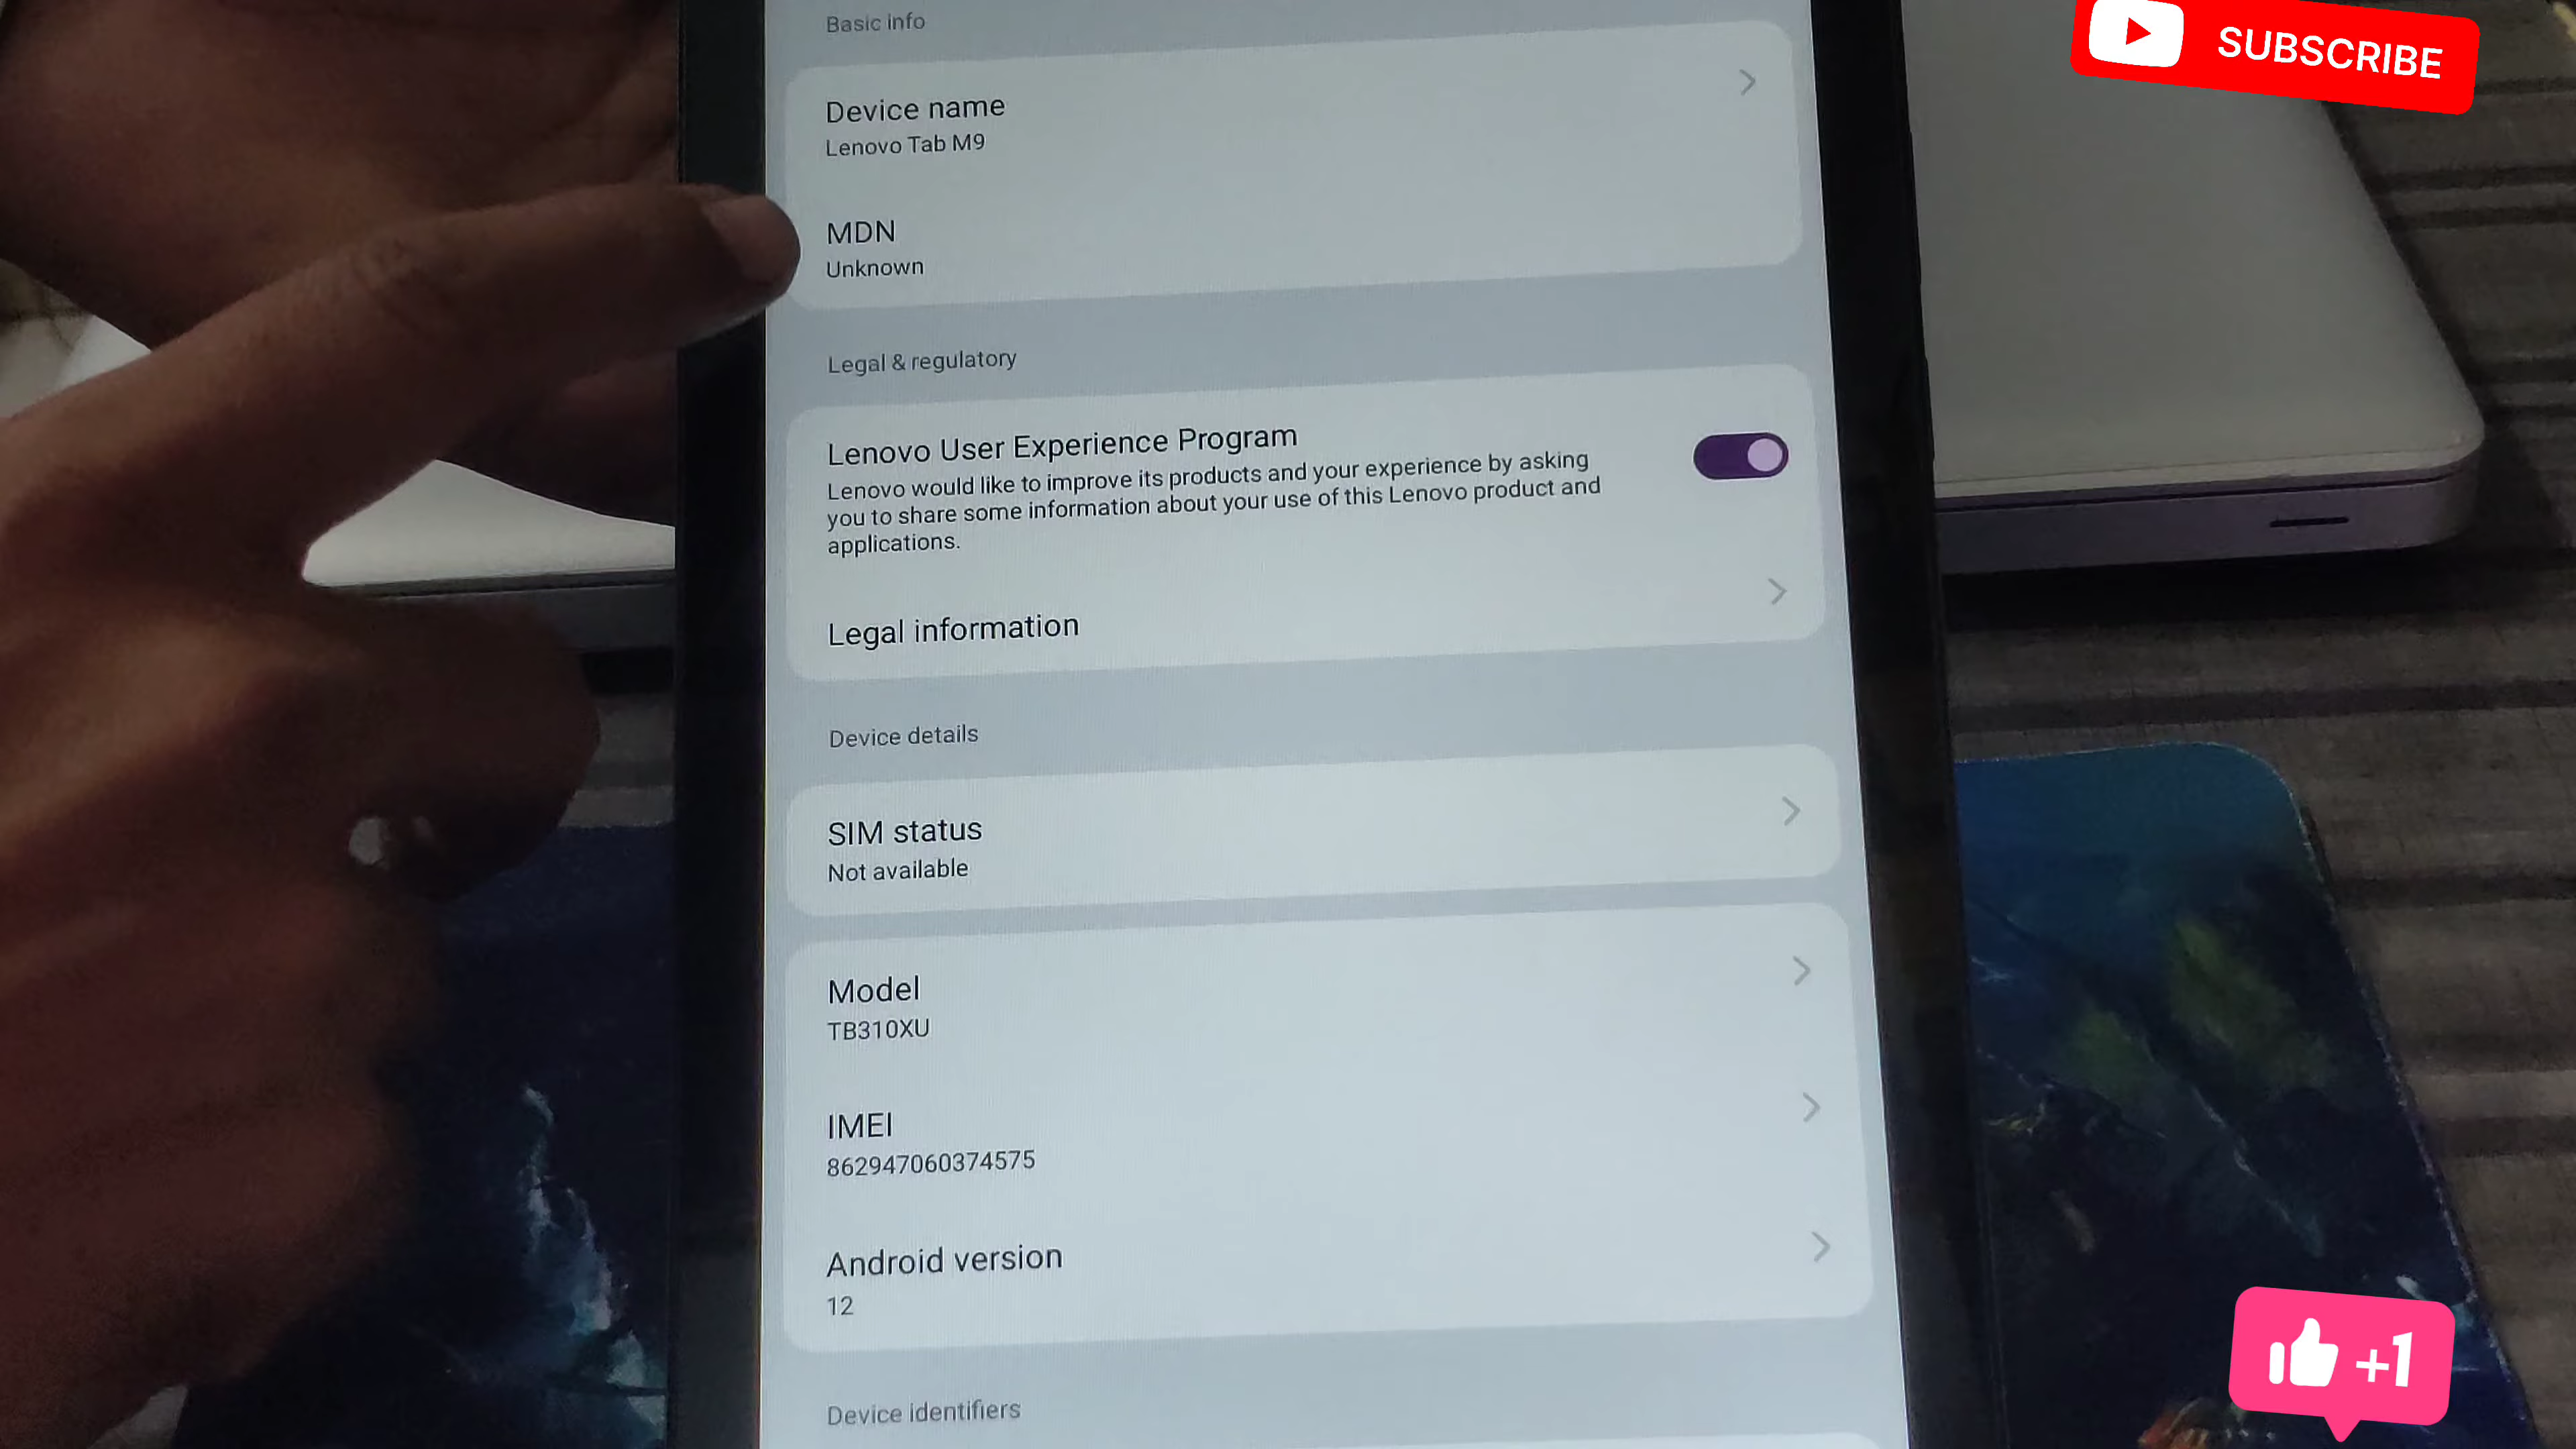 Basic info
SUBSCRIBE
Device name
Lenovo Tab M9
MDN
Unknown
Legal & regulatory
Lenovo User Experience Program
Lenovo would like to improve its products and your experience by asking
you to share some information about your use of this Lenovo product and
applications.
Legal information
Device details
SIM status
Not available
Model
TB310XU
IMEI
862947060374575
Android version
12
+1
Device identifiers